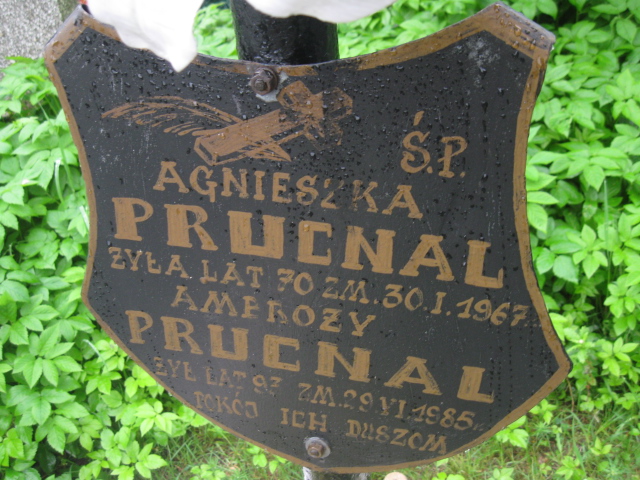 Ś.P.
AGNIESZKA
PRUCNAL
ŻYŁA LAT 70 ZM. 30.I.1967
AMBROŻY
PRUCNAL
ŻYŁ LAT 93 ZM. 29.VI.1985 r.
POKÓJ ICH DUSZOM